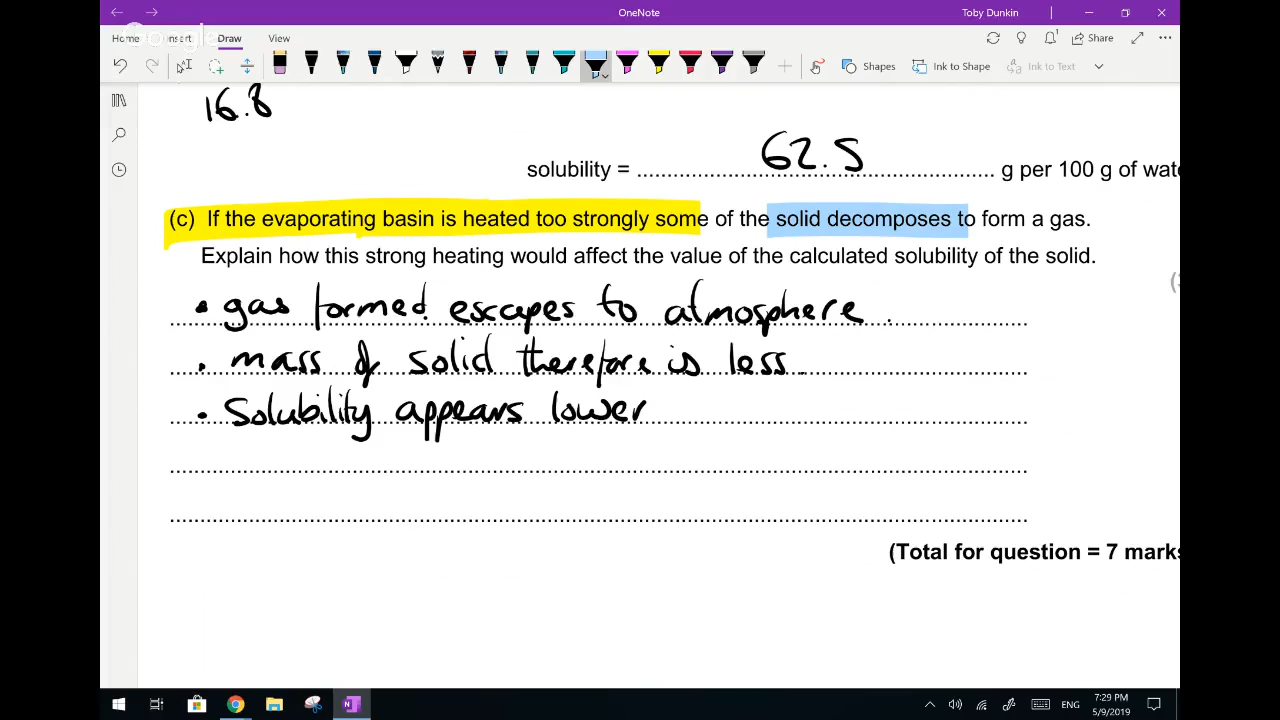 OneNote
Toby Dunkin
Google
Home Insert Draw View
Share
Shapes
Ink to Shape
Ink to Text
16.8
62.5
solubility = ........ g per 100 g of wate
(c) If the evaporating basin is heated too strongly some of the solid decomposes to form a gas.
Explain how this strong heating would affect the value of the calculated solubility of the solid.
• gas formed escapes to atmosphere.
• mass of solid therefore is less.
• Solubility appears lower
(Total for question = 7 marks
ENG
7:29 PM
5/9/2019